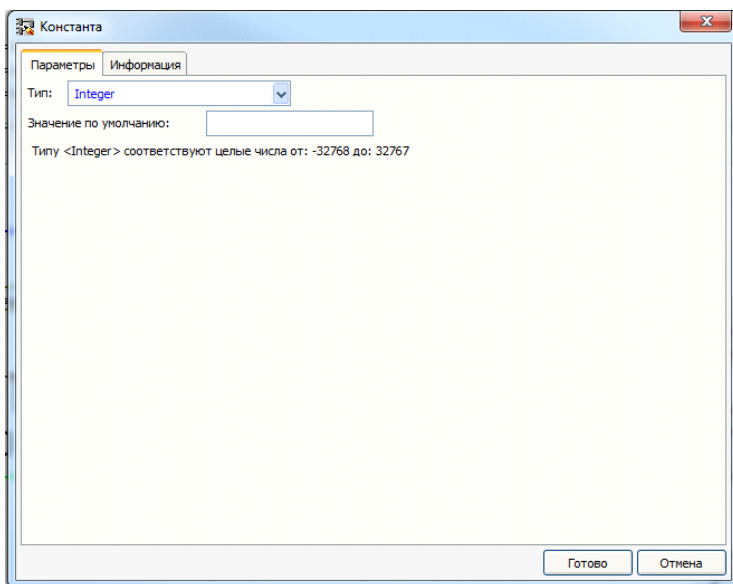 Константа
Параметры Информация
Тип: Integer
Значение по умолчанию:
Типу <Integer> соответствуют целые числа от: -32768 до: 32767
Готово Отмена